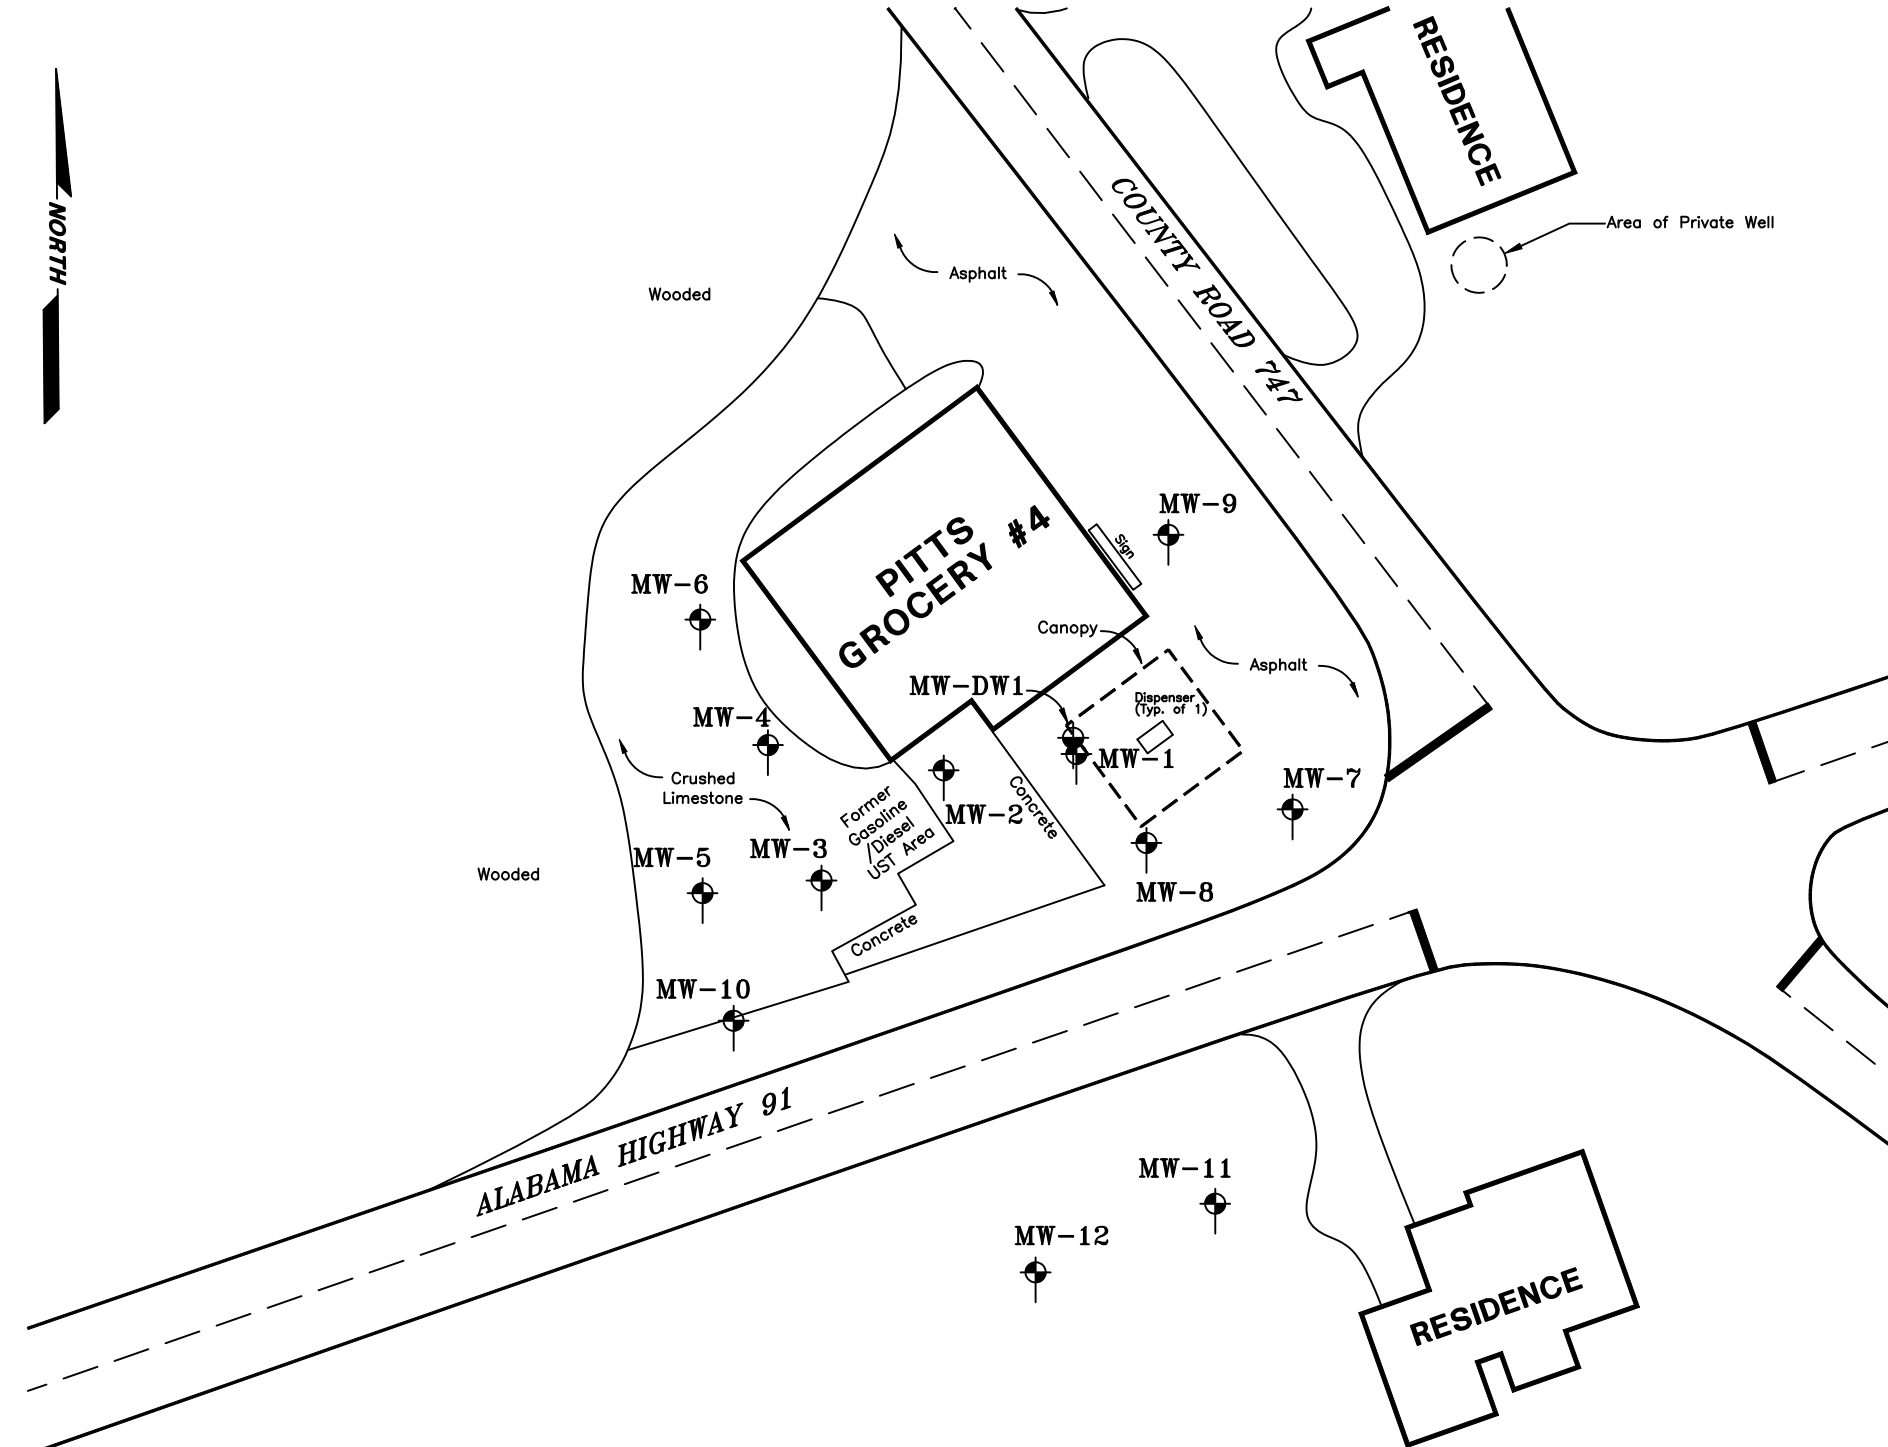 RESIDENCE
NORTH
COUNTY ROAD 747
Area of Private Well
Asphalt
Wooded
MW-9
Sign
PITTS
GROCERY #4
MW-6
Canopy
Asphalt
MW-DW1
Dispenser
(Typ. of 1)
MW-4
MW-1
Crushed
Limestone
MW-7
Former
Gasoline
/Diesel
UST Area
MW-2
Concrete
MW-3
MW-5
Wooded
MW-8
Concrete
MW-10
ALABAMA HIGHWAY 91
MW-11
MW-12
RESIDENCE